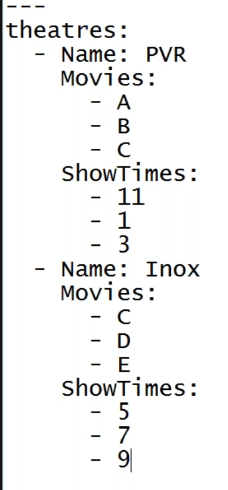 ---
theatres:
  - Name: PVR
    Movies:
      - A
      - B
      - C
    ShowTimes:
      - 11
      - 1
      - 3
  - Name: Inox
    Movies:
      - C
      - D
      - E
    ShowTimes:
      - 5
      - 7
      - 9